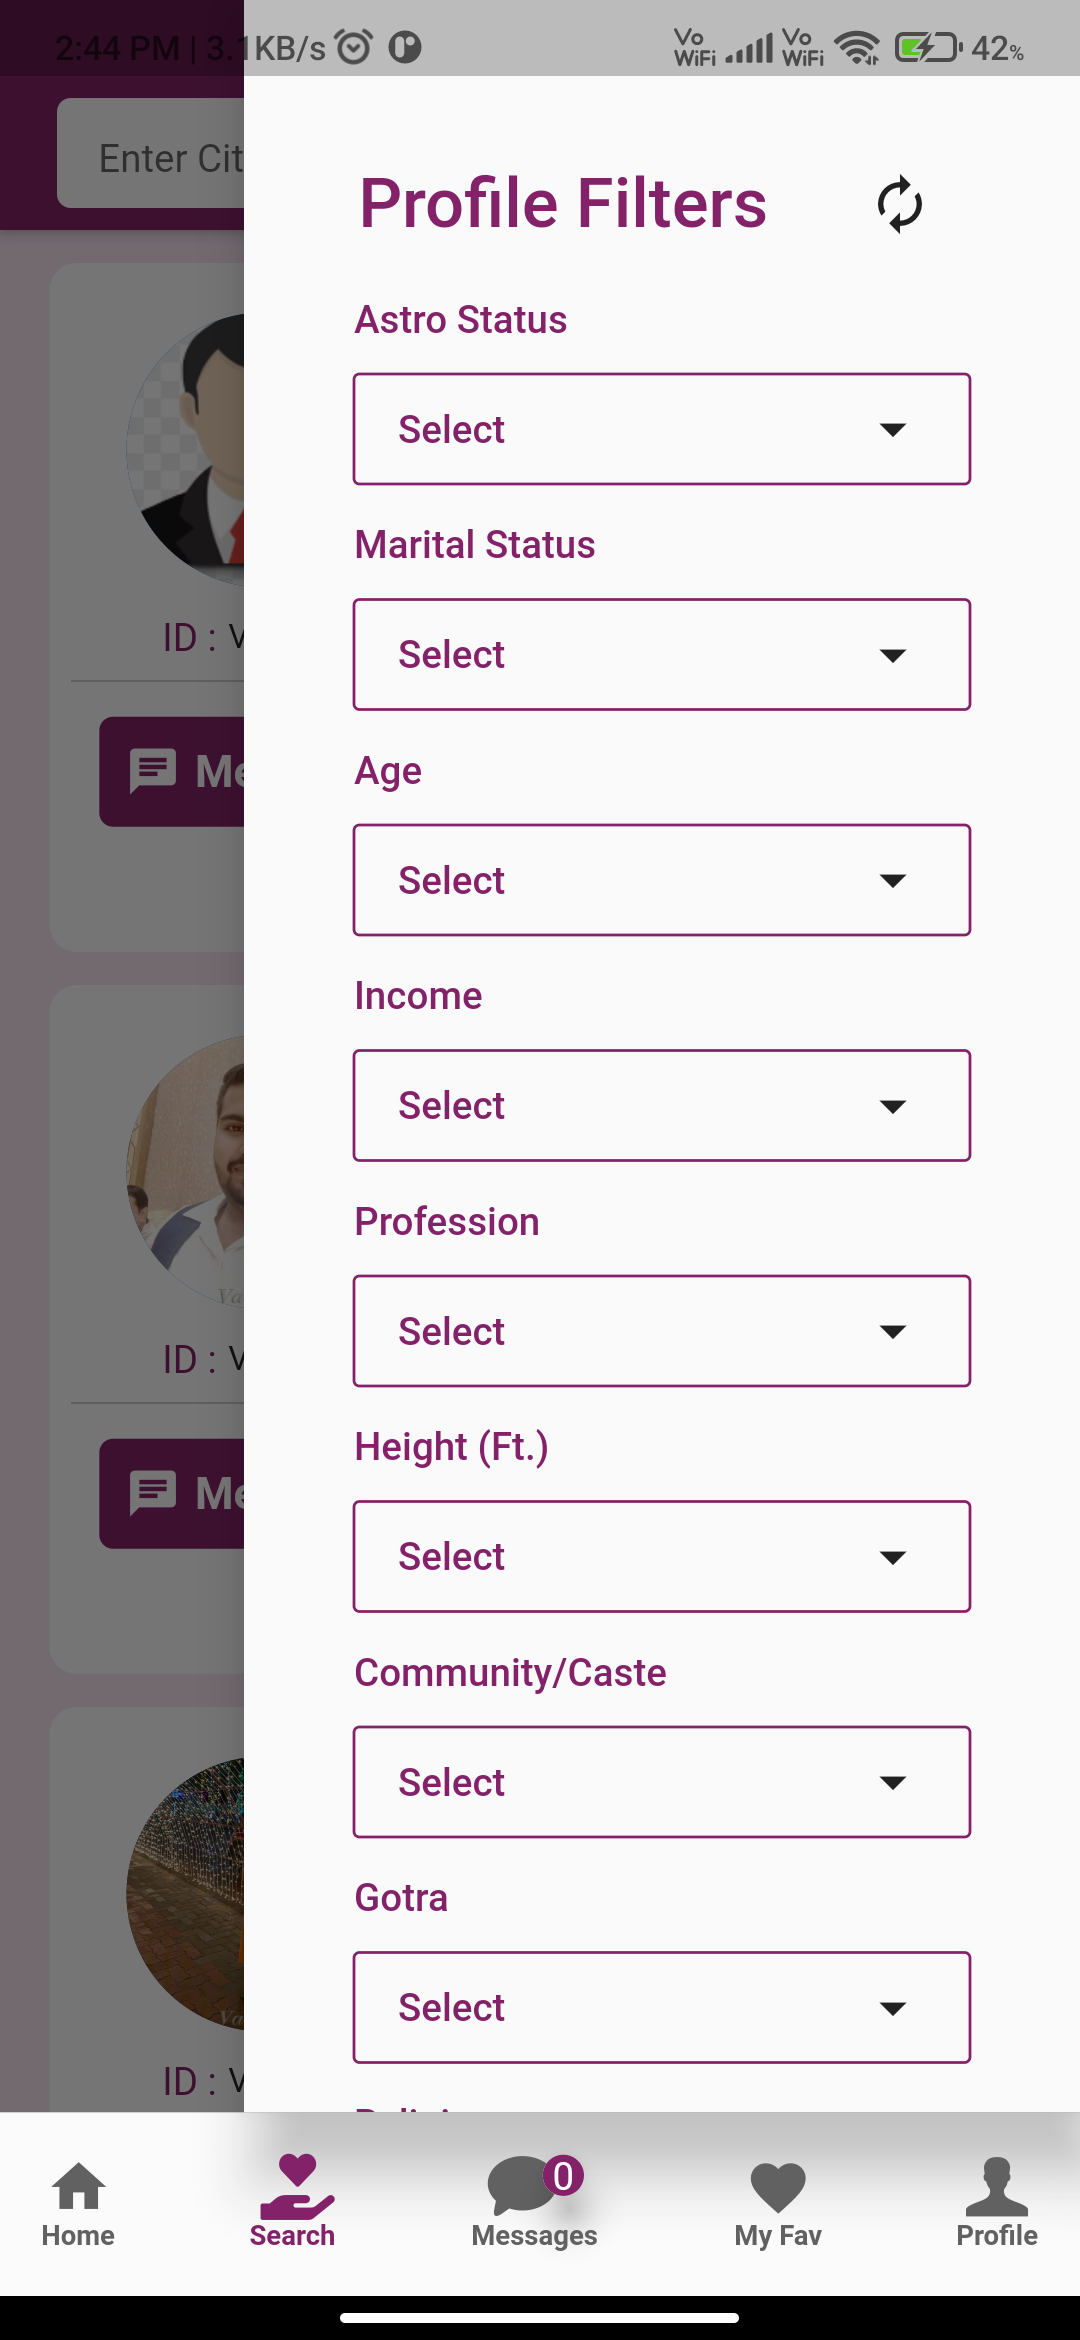 2:44 PM | 3.1KB/s
Vo WiFi Vo WiFi 42%
Enter Cit
Profile Filters
Astro Status
Select
Marital Status
Select
ID : V
Me
Age
Select
Income
Select
Profession
Select
ID : V
Me
Height (Ft.)
Select
Community/Caste
Select
Gotra
Select
ID : V
0
Home
Search
Messages
My Fav
Profile